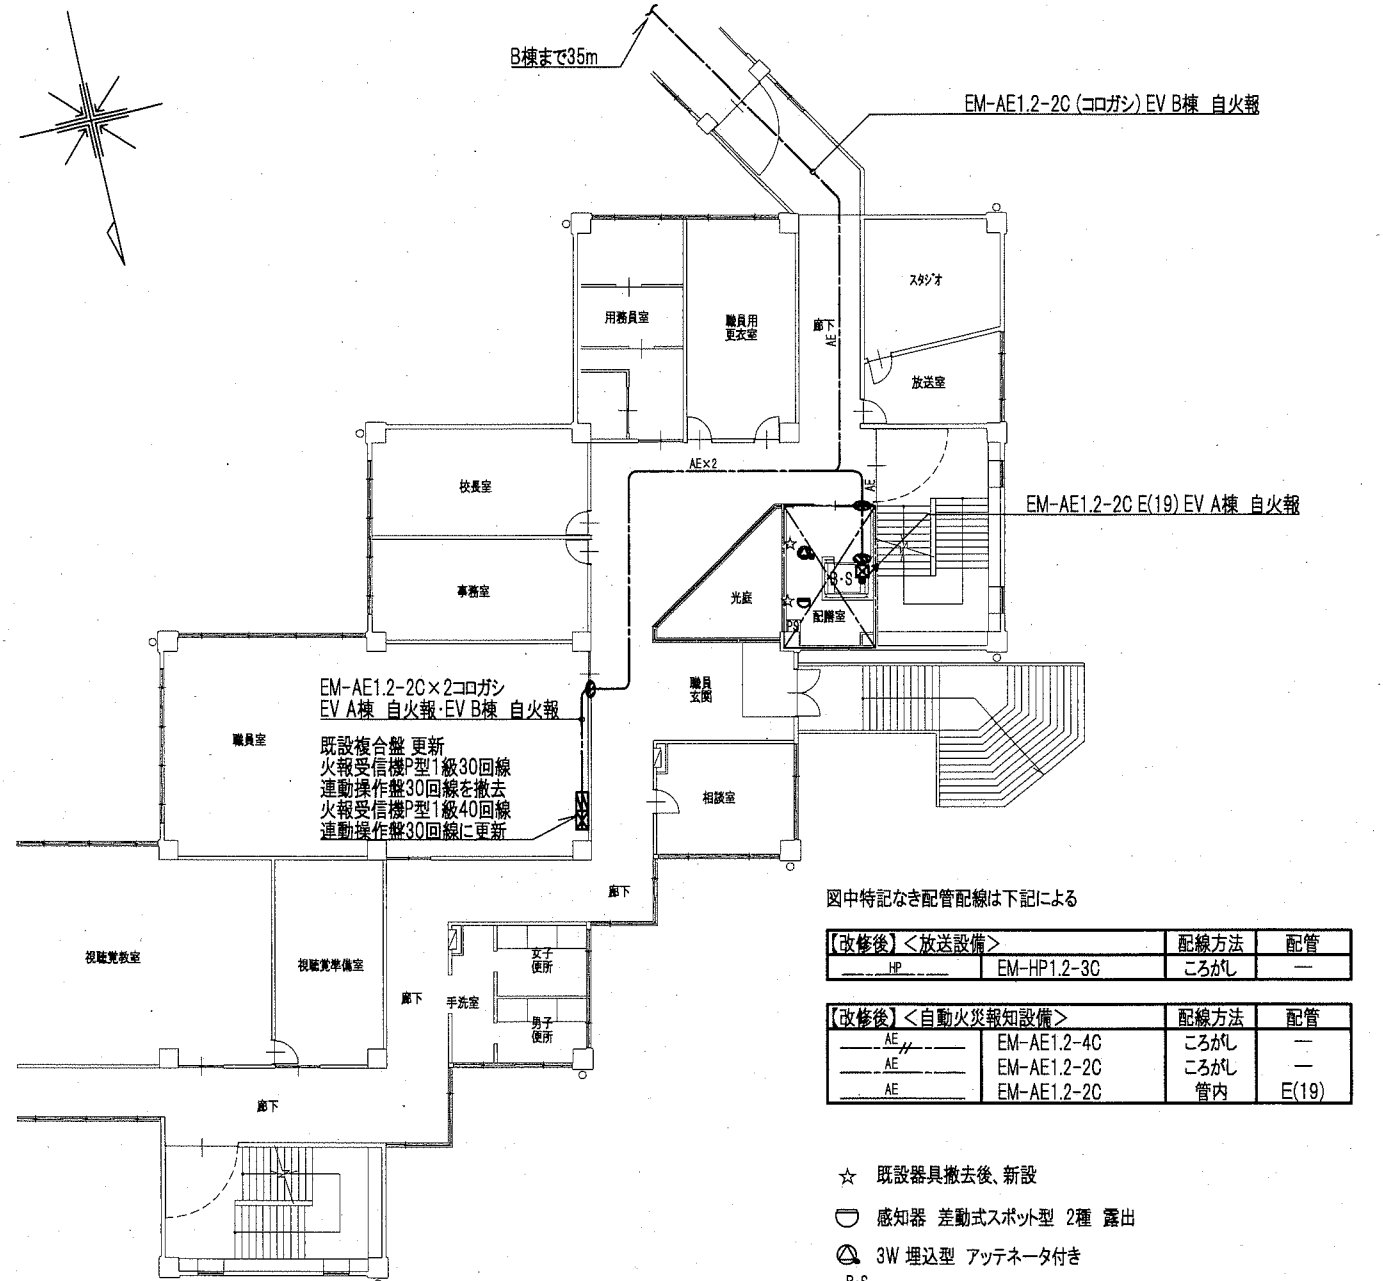 B棟まで35m
EM-AE1.2-2C (コロガシ) EV B棟 自火報
スタジオ
用務員室
職員用
更衣室
廊下
AE
放送室
AE×2
校長室
AE
EM-AE1.2-2C E(19) EV A棟 自火報
事務室
光庭
B・S
配膳室
PS
EM-AE1.2-2C×2コロガシ
EV A棟 自火報・EV B棟 自火報
職員
玄関
職員室
既設複合盤 更新
火報受信機P型1級30回線
連動操作盤30回線を撤去
火報受信機P型1級40回線
連動操作盤30回線に更新
相談室
廊下
図中特記なき配管配線は下記による
【改修後】<放送設備> 配線方法 配管
HP EM-HP1.2-3C ころがし ―
視聴覚教室
視聴覚準備室
女子
便所
廊下
手洗室
男子
便所
【改修後】<自動火災報知設備> 配線方法 配管
AE EM-AE1.2-4C ころがし ―
AE EM-AE1.2-2C ころがし ―
AE EM-AE1.2-2C 管内 E(19)
廊下
☆ 既設器具撤去後、新設
感知器 差動式スポット型 2種 露出
3W 埋込型 アッテネータ付き
B・S